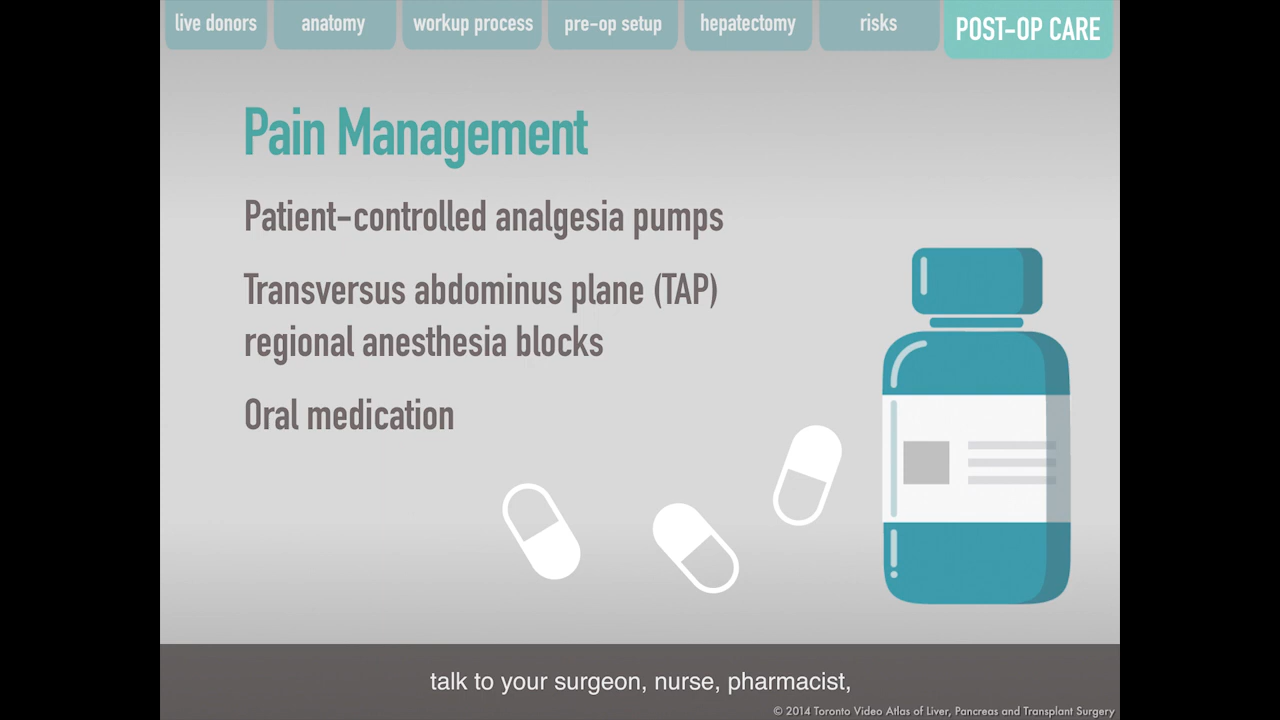 live donors
anatomy
workup process
pre-op setup
hepatectomy
risks
POST-OP CARE
Pain Management
Patient-controlled analgesia pumps
Transversus abdominus plane (TAP)
regional anesthesia blocks
Oral medication
talk to your surgeon, nurse, pharmacist,
© 2014 Toronto Video Atlas of Liver, Pancreas and Transplant Surgery